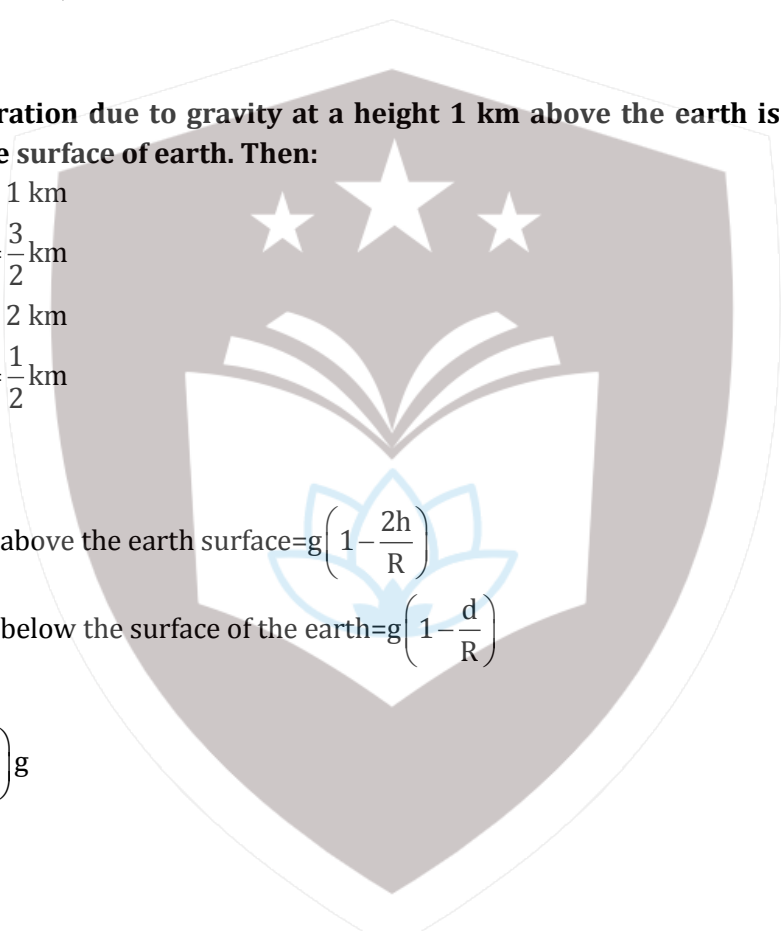 ration due to gravity at a height 1 km above the earth is
e surface of earth. Then:
1 km
= 3/2 km
2 km
= 1/2 km
above the earth surface=g(1−2h/R)
below the surface of the earth=g(1−d/R)
)g